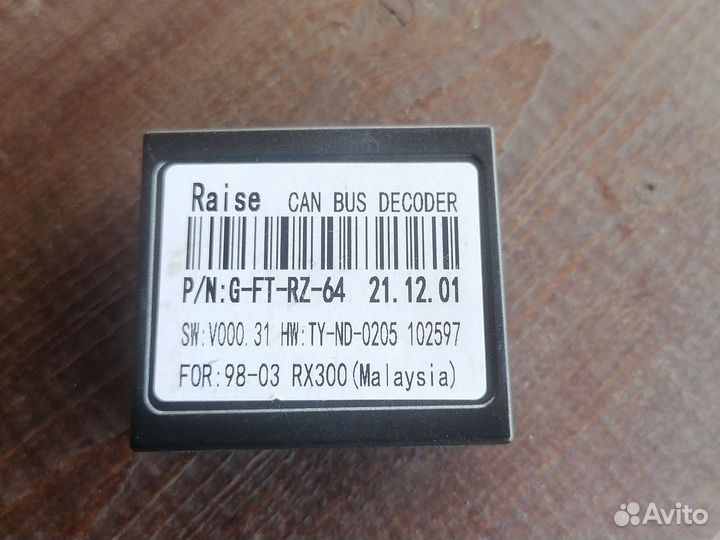 Raise CAN BUS DECODER
P/N:G-FT-RZ-64 21.12.01
SW:V000.31 HW:TY-ND-0205 102597
FOR:98-03 RX300(Malaysia)
Avito